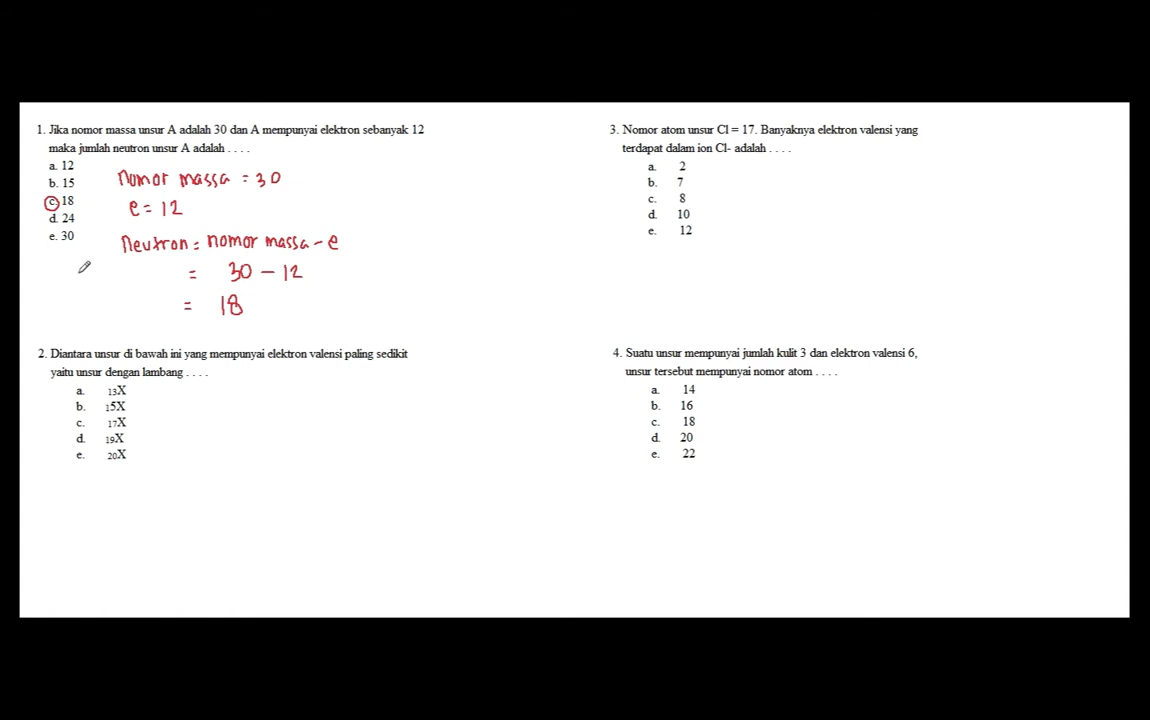 1. Jika nomor massa unsur A adalah 30 dan A mempunyai elektron sebanyak 12
maka jumlah neutron unsur A adalah . . . .
a. 12
b. 15
c. 18
d. 24
e. 30
nomor massa = 30
e = 12
neutron = nomor massa - e
= 30 - 12
= 18
2. Diantara unsur di bawah ini yang mempunyai elektron valensi paling sedikit
yaitu unsur dengan lambang . . . .
a. 13X
b. 15X
c. 17X
d. 19X
e. 20X
3. Nomor atom unsur Cl = 17. Banyaknya elektron valensi yang
terdapat dalam ion Cl- adalah . . . .
a. 2
b. 7
c. 8
d. 10
e. 12
4. Suatu unsur mempunyai jumlah kulit 3 dan elektron valensi 6,
unsur tersebut mempunyai nomor atom . . . .
a. 14
b. 16
c. 18
d. 20
e. 22